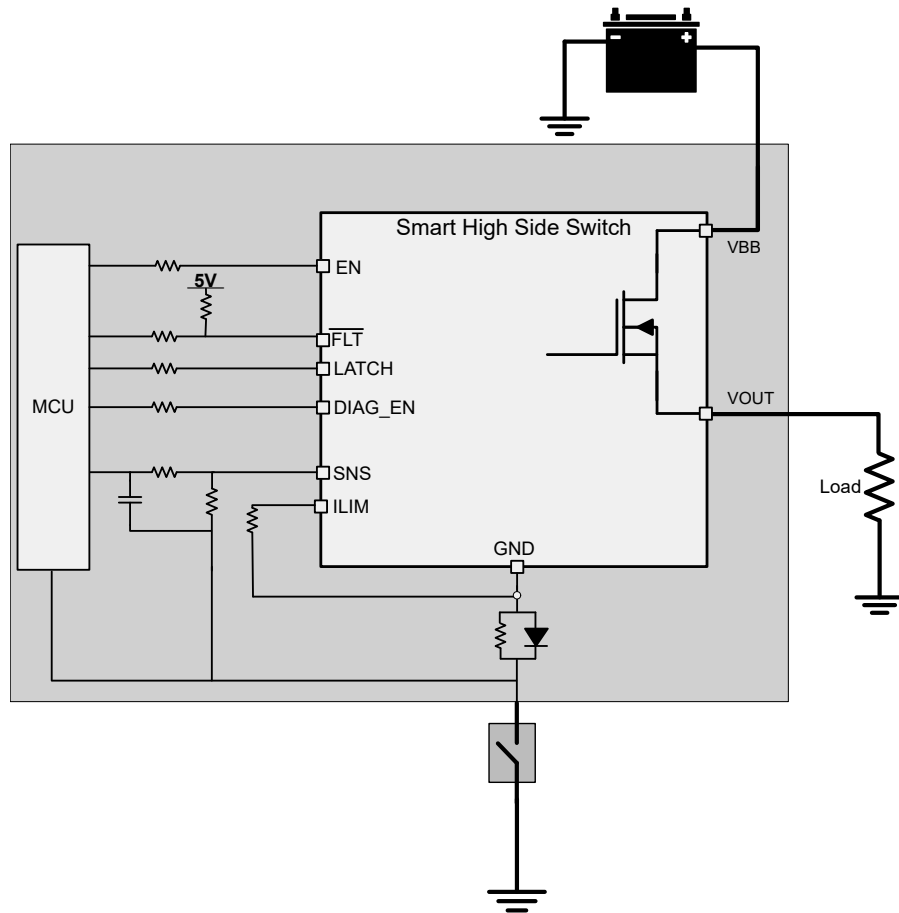 - +
Smart High Side Switch
VBB
EN
5V
FLT
LATCH
MCU
DIAG_EN
VOUT
SNS
Load
ILIM
GND